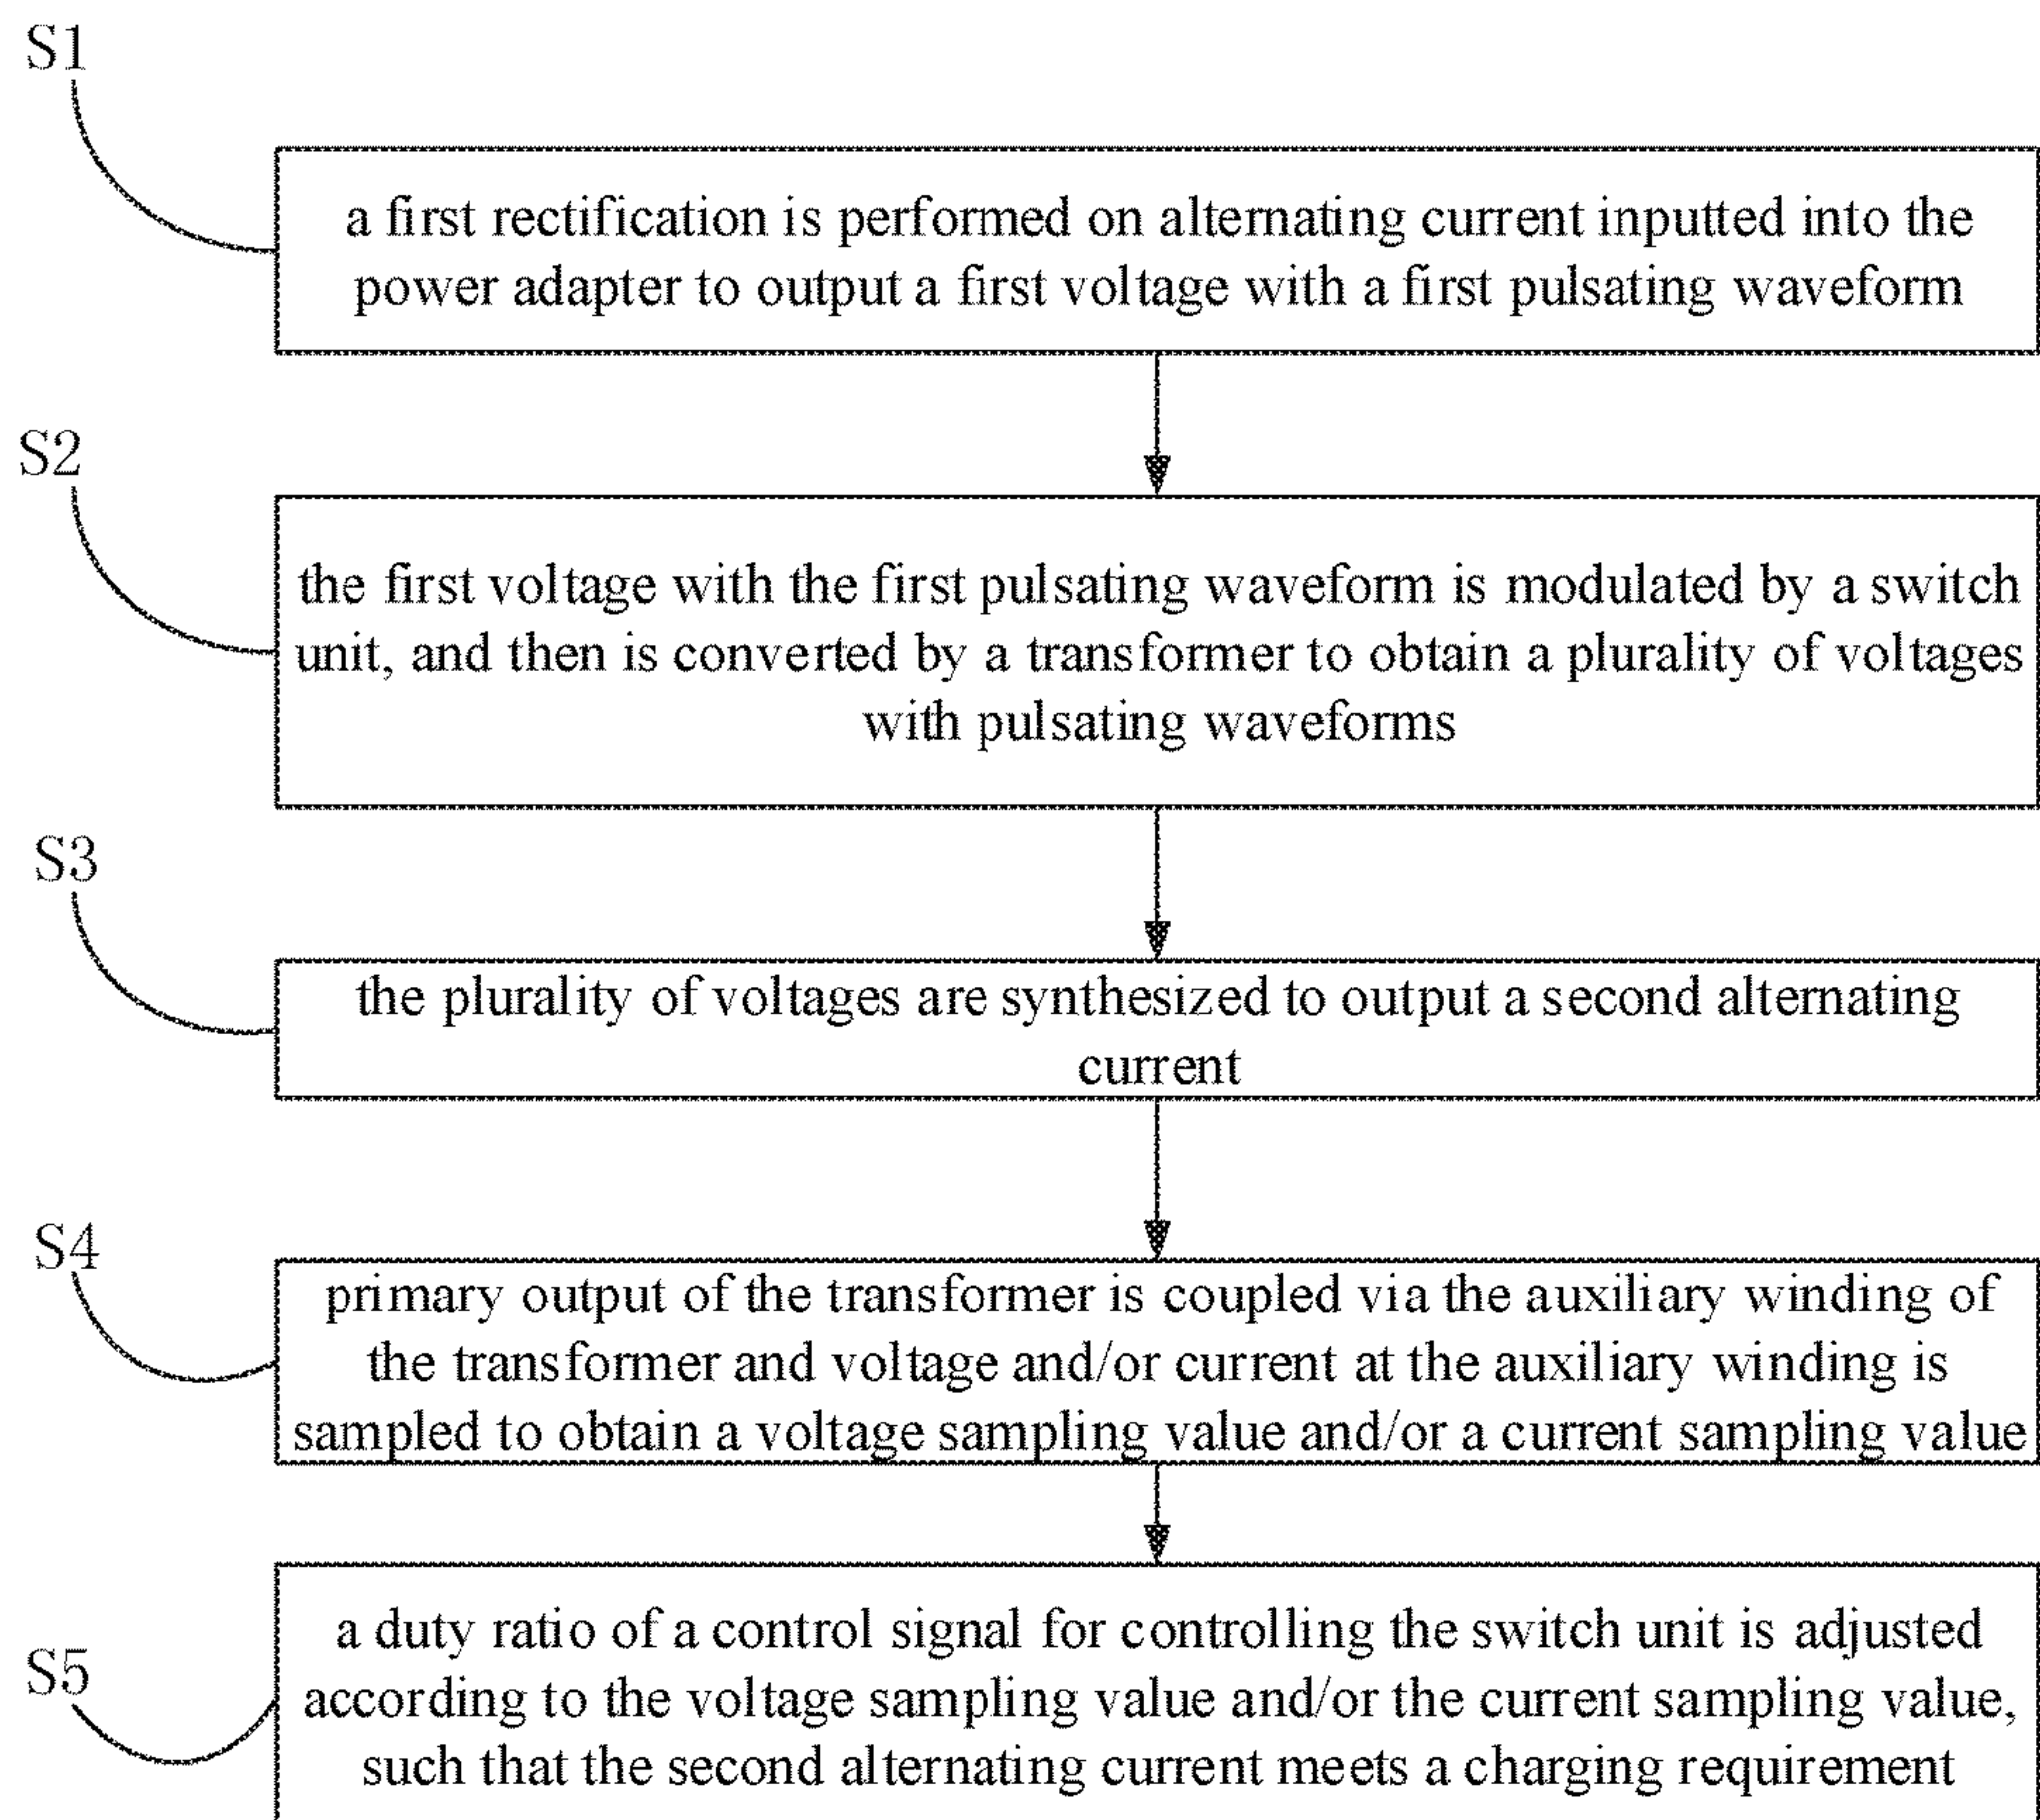 S1
a first rectification is performed on alternating current inputted into the
power adapter to output a first voltage with a first pulsating waveform
S2
the first voltage with the first pulsating waveform is modulated by a switch
unit, and then is converted by a transformer to obtain a plurality of voltages
with pulsating waveforms
S3
the plurality of voltages are synthesized to output a second alternating
current
S4
primary output of the transformer is coupled via the auxiliary winding of
the transformer and voltage and/or current at the auxiliary winding is
sampled to obtain a voltage sampling value and/or a current sampling value
S5
a duty ratio of a control signal for controlling the switch unit is adjusted
according to the voltage sampling value and/or the current sampling value,
such that the second alternating current meets a charging requirement